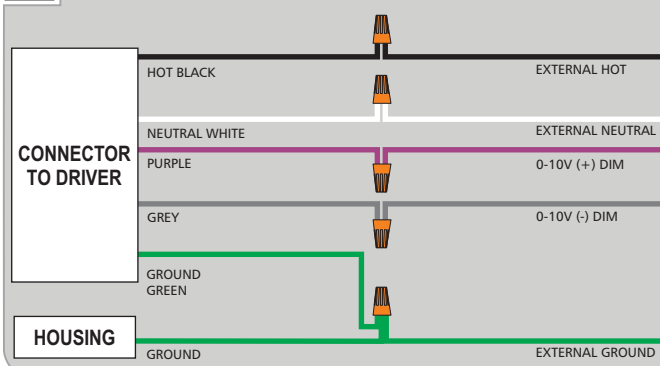 HOT BLACK
EXTERNAL HOT
NEUTRAL WHITE
EXTERNAL NEUTRAL
CONNECTOR
TO DRIVER
PURPLE
0-10V (+) DIM
GREY
0-10V (-) DIM
GROUND
GREEN
HOUSING
GROUND
EXTERNAL GROUND